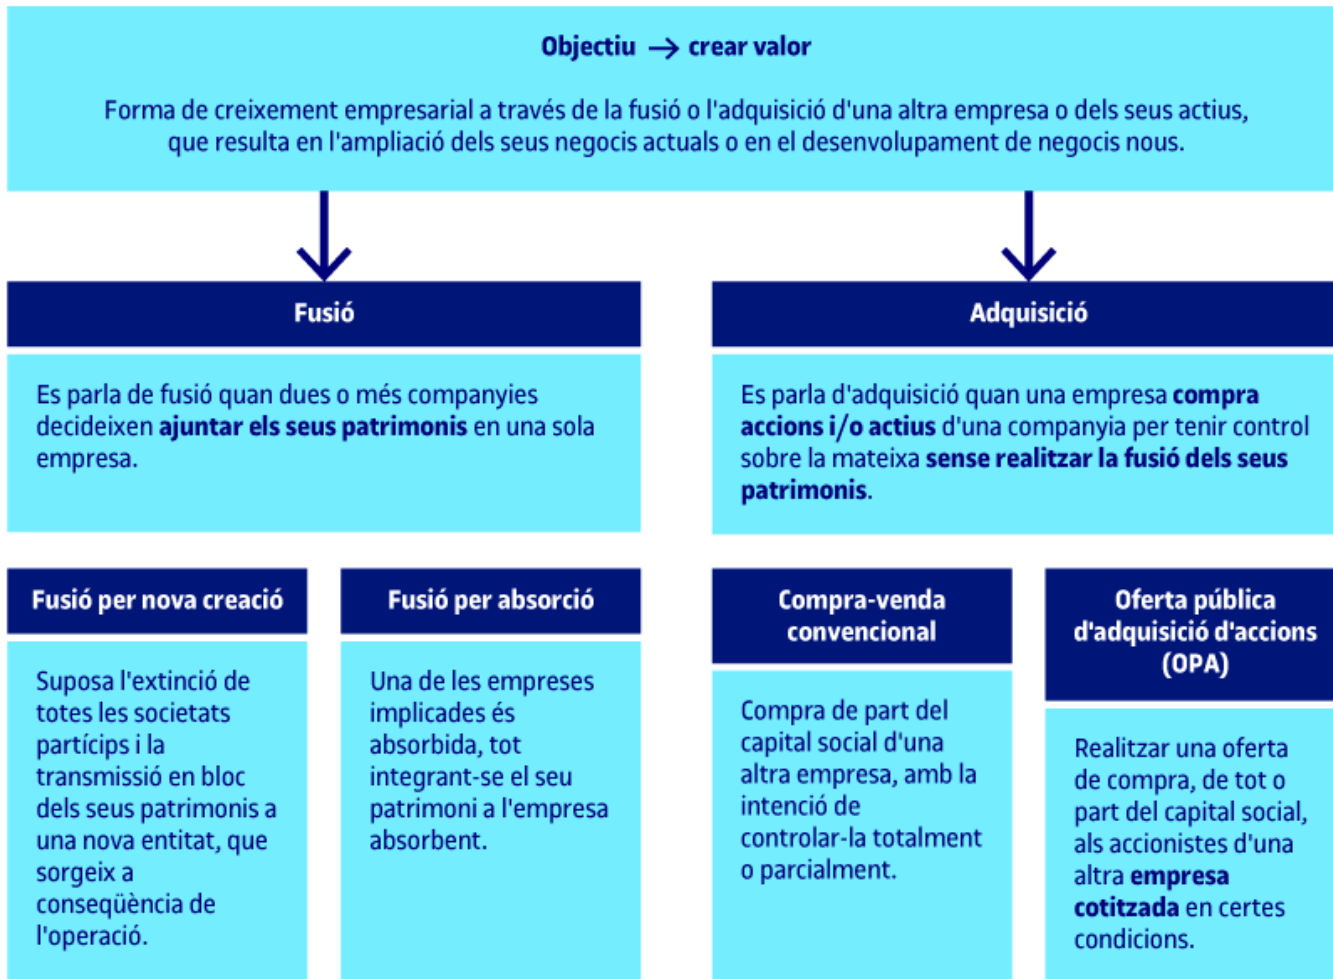 Objectiu → crear valor
Forma de creixement empresarial a través de la fusió o l'adquisició d'una altra empresa o dels seus actius,
que resulta en l'ampliació dels seus negocis actuals o en el desenvolupament de negocis nous.
Fusió
Es parla de fusió quan dues o més companyies
decideixen ajuntar els seus patrimonis en una sola
empresa.
Adquisició
Es parla d'adquisició quan una empresa compra
accions i/o actius d'una companyia per tenir control
sobre la mateixa sense realitzar la fusió dels seus
patrimonis.
Fusió per nova creació
Suposa l'extinció de
totes les societats
partícips i la
transmissió en bloc
dels seus patrimonis a
una nova entitat, que
sorgeix a
conseqüència de
l'operació.
Fusió per absorció
Una de les empreses
implicades és
absorbida, tot
integrant-se el seu
patrimoni a l'empresa
absorbent.
Compra-venda
convencional
Compra de part del
capital social d'una
altra empresa, amb la
intenció de
controlar-la totalment
o parcialment.
Oferta pública
d'adquisició d'accions
(OPA)
Realitzar una oferta
de compra, de tot o
part del capital social,
als accionistes d'una
altra empresa
cotitzada en certes
condicions.